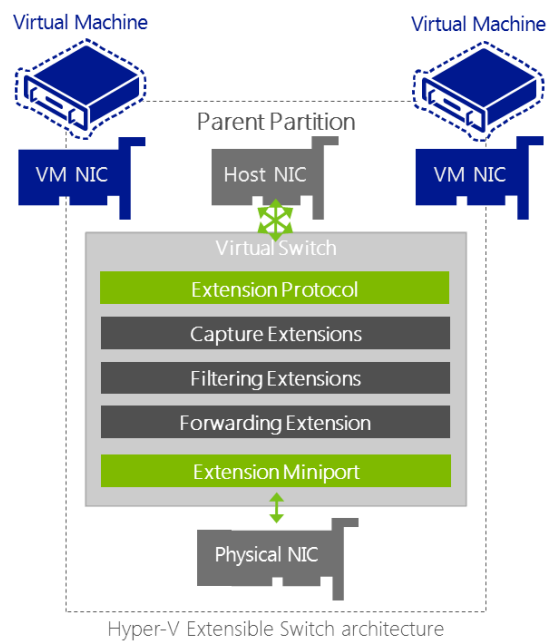 Virtual Machine
Virtual Machine
Parent Partition
VM NIC
Host NIC
VM NIC
Virtual Switch
Extension Protocol
Capture Extensions
Filtering Extensions
Forwarding Extension
Extension Miniport
Physical NIC
Hyper-V Extensible Switch architecture